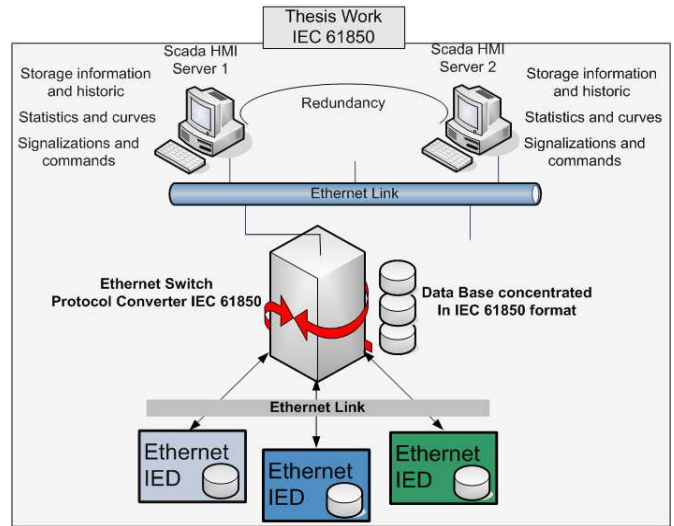 Thesis Work
IEC 61850
Scada HMI
Server 1
Scada HMI
Server 2
Storage information
and historic
Statistics and curves
Signalizations and
commands
Redundancy
Storage information
and historic
Statistics and curves
Signalizations and
commands
Ethernet Link
Ethernet Switch
Protocol Converter IEC 61850
Data Base concentrated
In IEC 61850 format
Ethernet Link
Ethernet
IED
Ethernet
IED
Ethernet
IED